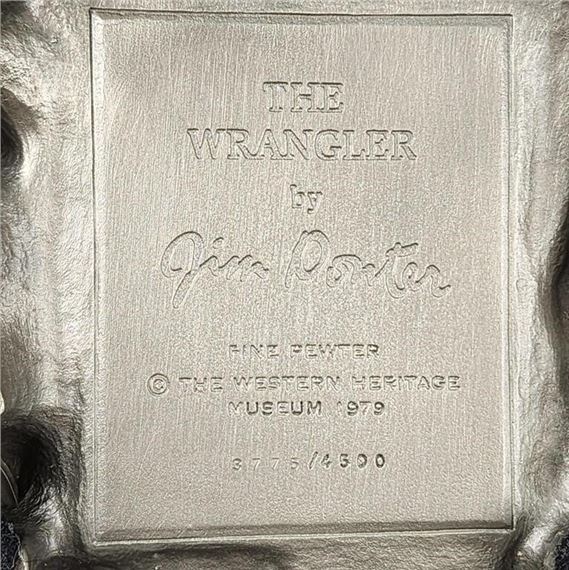 THE
WRANGLER
by
Jim Ponter
FINE PEWTER
© THE WESTERN HERITAGE
MUSEUM 1979
3775/4500